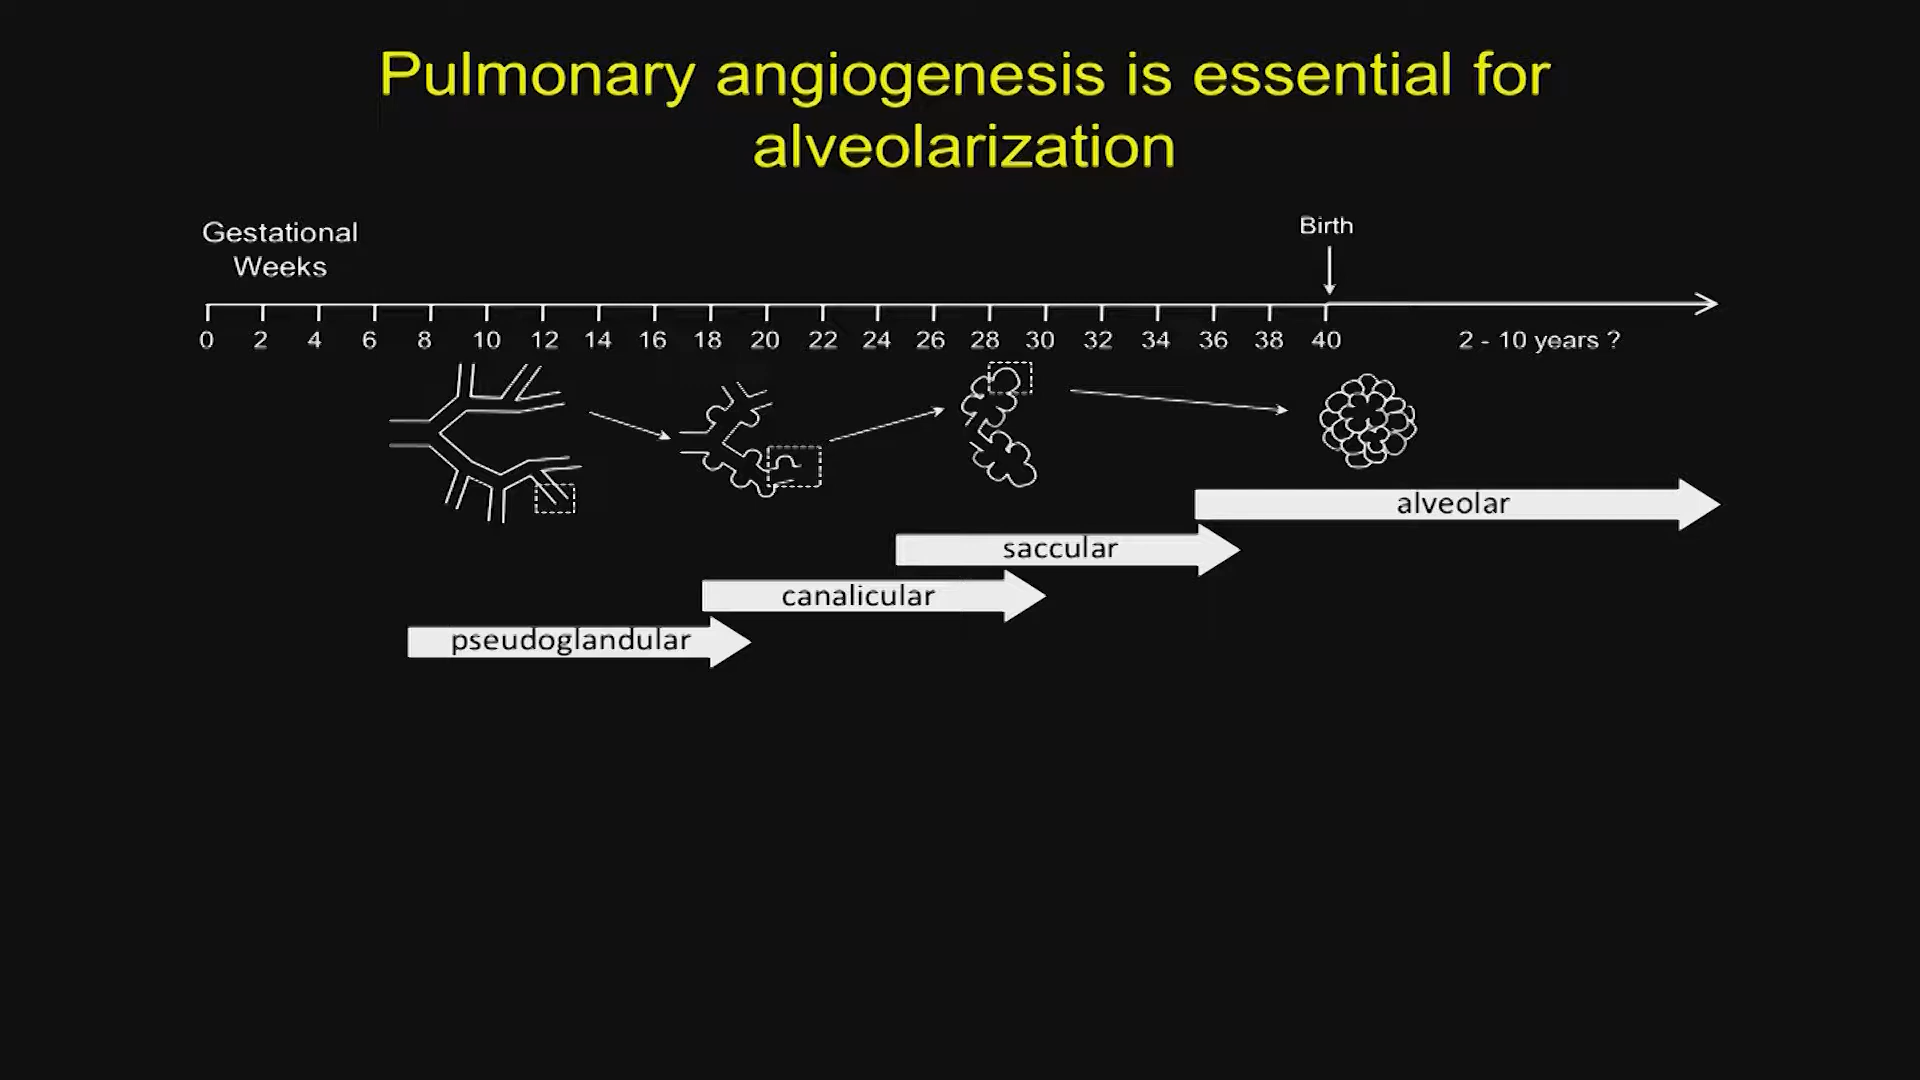 Pulmonary angiogenesis is essential for
alveolarization
Gestational
Weeks
Birth
0 2 4 6 8 10 12 14 16 18 20 22 24 26 28 30 32 34 36 38 40 2 - 10 years ?
alveolar
saccular
canalicular
pseudoglandular